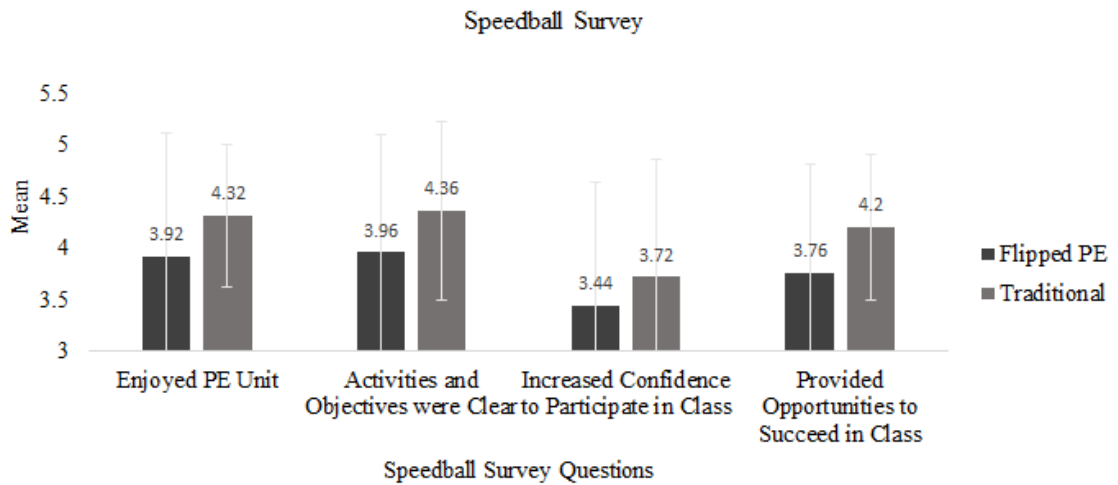 Speedball Survey
5.5
5
4.5
4
3.5
3
Mean
3.92
4.32
3.96
4.36
3.44
3.72
3.76
4.2
Flipped PE
Traditional
Enjoyed PE Unit
Activities and
Objectives were Clear
Increased Confidence
to Participate in Class
Provided
Opportunities to
Succeed in Class
Speedball Survey Questions